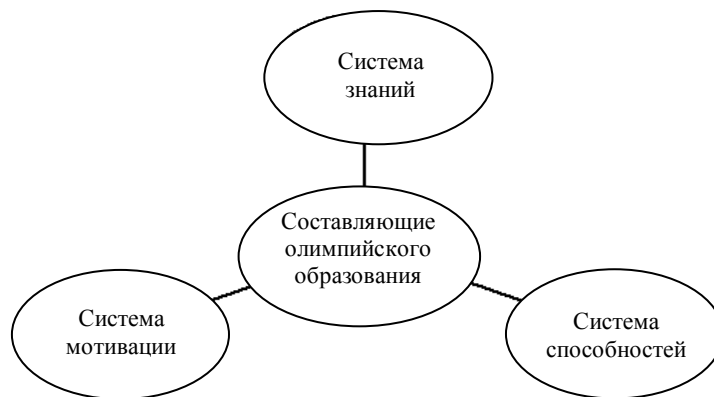 Система
знаний
Составляющие
олимпийского
образования
Система
мотивации
Система
способностей